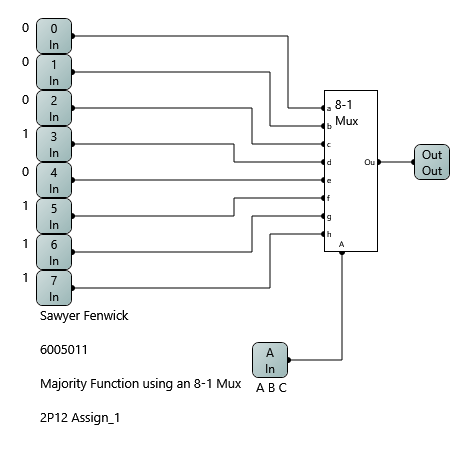 0
0
In
0
1
In
0
2
In
1
3
In
0
4
In
1
5
In
1
6
In
1
7
In
8-1
Mux
a
b
c
d
e
f
g
h
Ou
A
Out
Out
A
In
A B C
Sawyer Fenwick
6005011
Majority Function using an 8-1 Mux
2P12 Assign_1